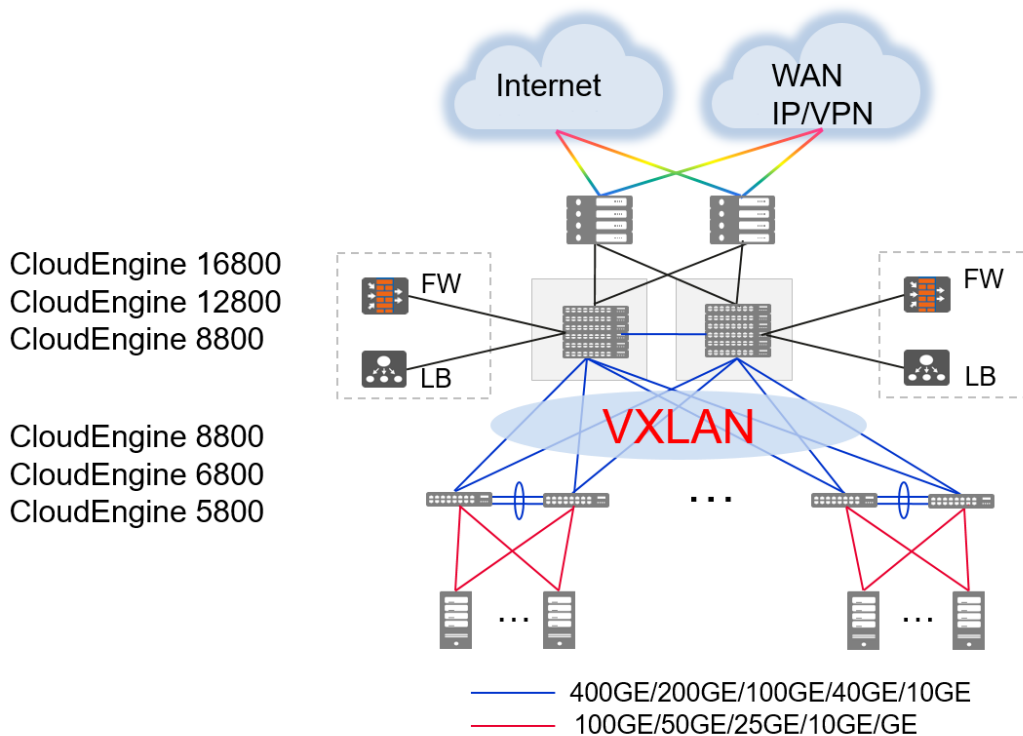 Internet
WAN
IP/VPN
CloudEngine 16800
CloudEngine 12800
CloudEngine 8800
FW
LB
FW
LB
VXLAN
CloudEngine 8800
CloudEngine 6800
CloudEngine 5800
...
... ...
400GE/200GE/100GE/40GE/10GE
100GE/50GE/25GE/10GE/GE